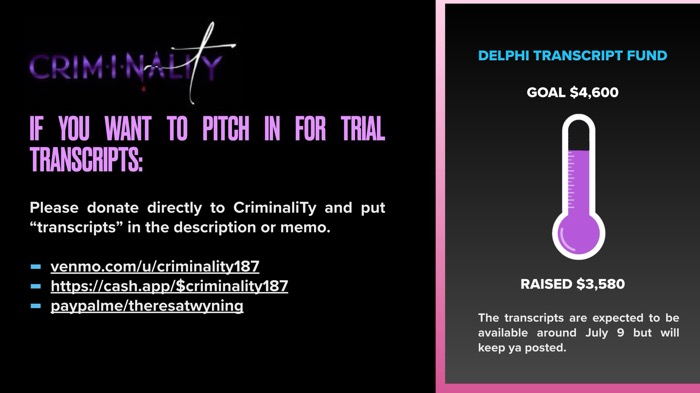 CRIMINALITY
IF YOU WANT TO PITCH IN FOR TRIAL
TRANSCRIPTS:
Please donate directly to CriminaliTy and put
“transcripts” in the description or memo.
venmo.com/u/criminality187
https://cash.app/$criminality187
paypalme/theresatwyning
DELPHI TRANSCRIPT FUND
GOAL $4,600
RAISED $3,580
The transcripts are expected to be
available around July 9 but will
keep ya posted.